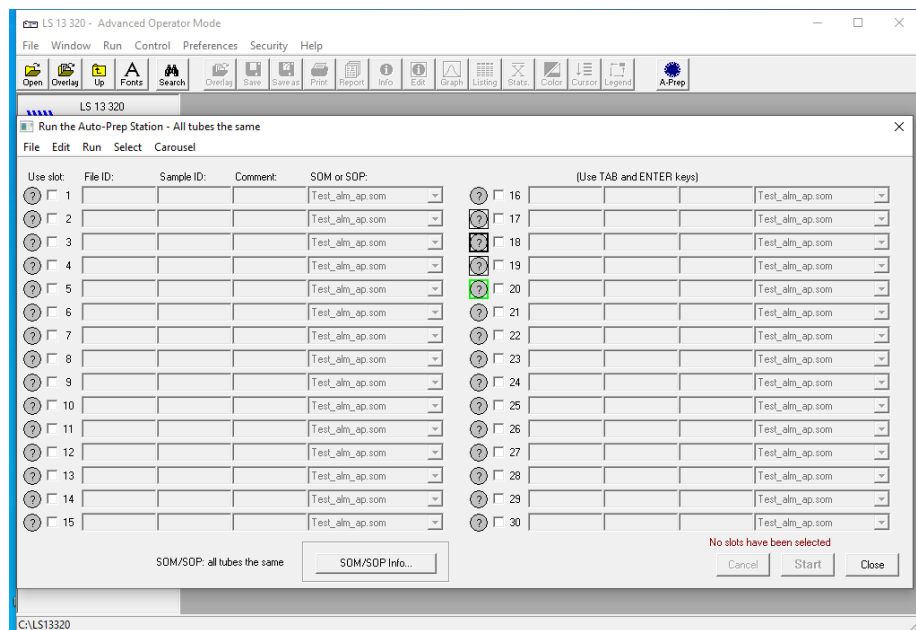 LS 13 320 - Advanced Operator Mode
File Window Run Control Preferences Security Help
Open Overlay Up Fonts Search Overlay Save Save as Print Report Info Edit Graph Listing Stats. Color Cursor Legend A-Prep
LS 13 320
Run the Auto-Prep Station - All tubes the same
File Edit Run Select Carousel
Use slot: File ID: Sample ID: Comment: SOM or SOP: (Use TAB and ENTER keys)
? 1 Test_alm_ap.som ? 16 Test_alm_ap.som
? 2 Test_alm_ap.som ? 17 Test_alm_ap.som
? 3 Test_alm_ap.som ? 18 Test_alm_ap.som
? 4 Test_alm_ap.som ? 19 Test_alm_ap.som
? 5 Test_alm_ap.som ? 20 Test_alm_ap.som
? 6 Test_alm_ap.som ? 21 Test_alm_ap.som
? 7 Test_alm_ap.som ? 22 Test_alm_ap.som
? 8 Test_alm_ap.som ? 23 Test_alm_ap.som
? 9 Test_alm_ap.som ? 24 Test_alm_ap.som
? 10 Test_alm_ap.som ? 25 Test_alm_ap.som
? 11 Test_alm_ap.som ? 26 Test_alm_ap.som
? 12 Test_alm_ap.som ? 27 Test_alm_ap.som
? 13 Test_alm_ap.som ? 28 Test_alm_ap.som
? 14 Test_alm_ap.som ? 29 Test_alm_ap.som
? 15 Test_alm_ap.som ? 30 Test_alm_ap.som
No slots have been selected
SOM/SOP: all tubes the same SOM/SOP Info... Cancel Start Close
C:\LS13320